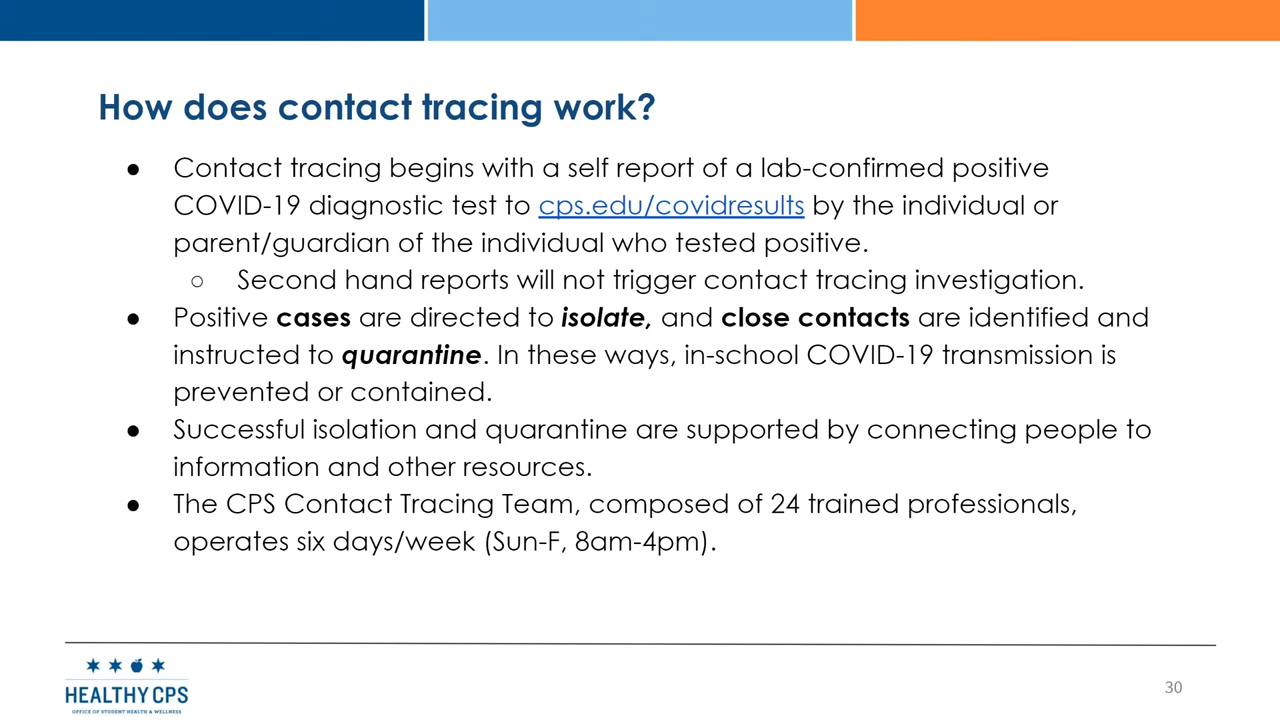 How does contact tracing work?
● Contact tracing begins with a self report of a lab-confirmed positive
COVID-19 diagnostic test to cps.edu/covidresults by the individual or
parent/guardian of the individual who tested positive.
○ Second hand reports will not trigger contact tracing investigation.
● Positive cases are directed to isolate, and close contacts are identified and
instructed to quarantine. In these ways, in-school COVID-19 transmission is
prevented or contained.
● Successful isolation and quarantine are supported by connecting people to
information and other resources.
● The CPS Contact Tracing Team, composed of 24 trained professionals,
operates six days/week (Sun-F, 8am-4pm).
HEALTHY CPS
OFFICE OF STUDENT HEALTH & WELLNESS
30